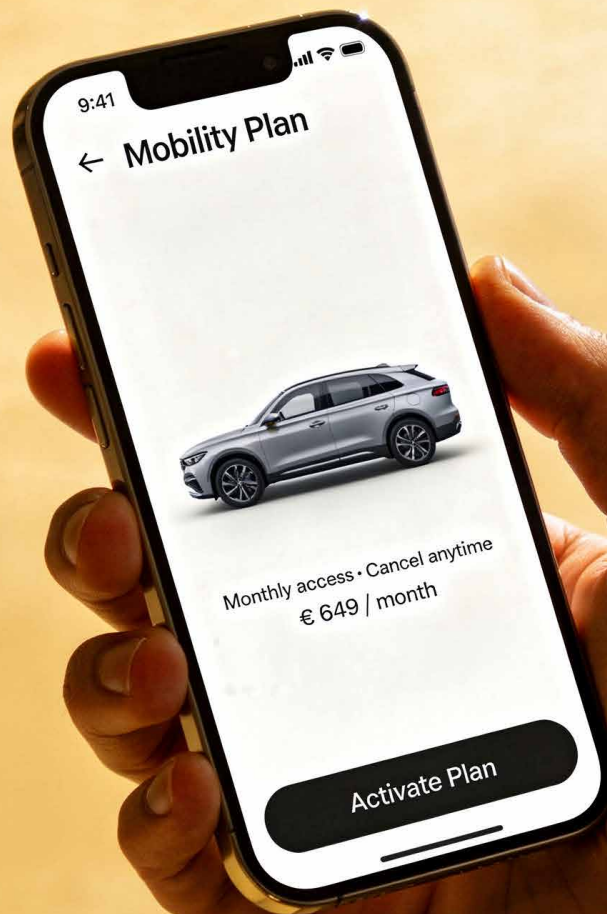 9:41
← Mobility Plan
Monthly access • Cancel anytime
€ 649 / month
Activate Plan